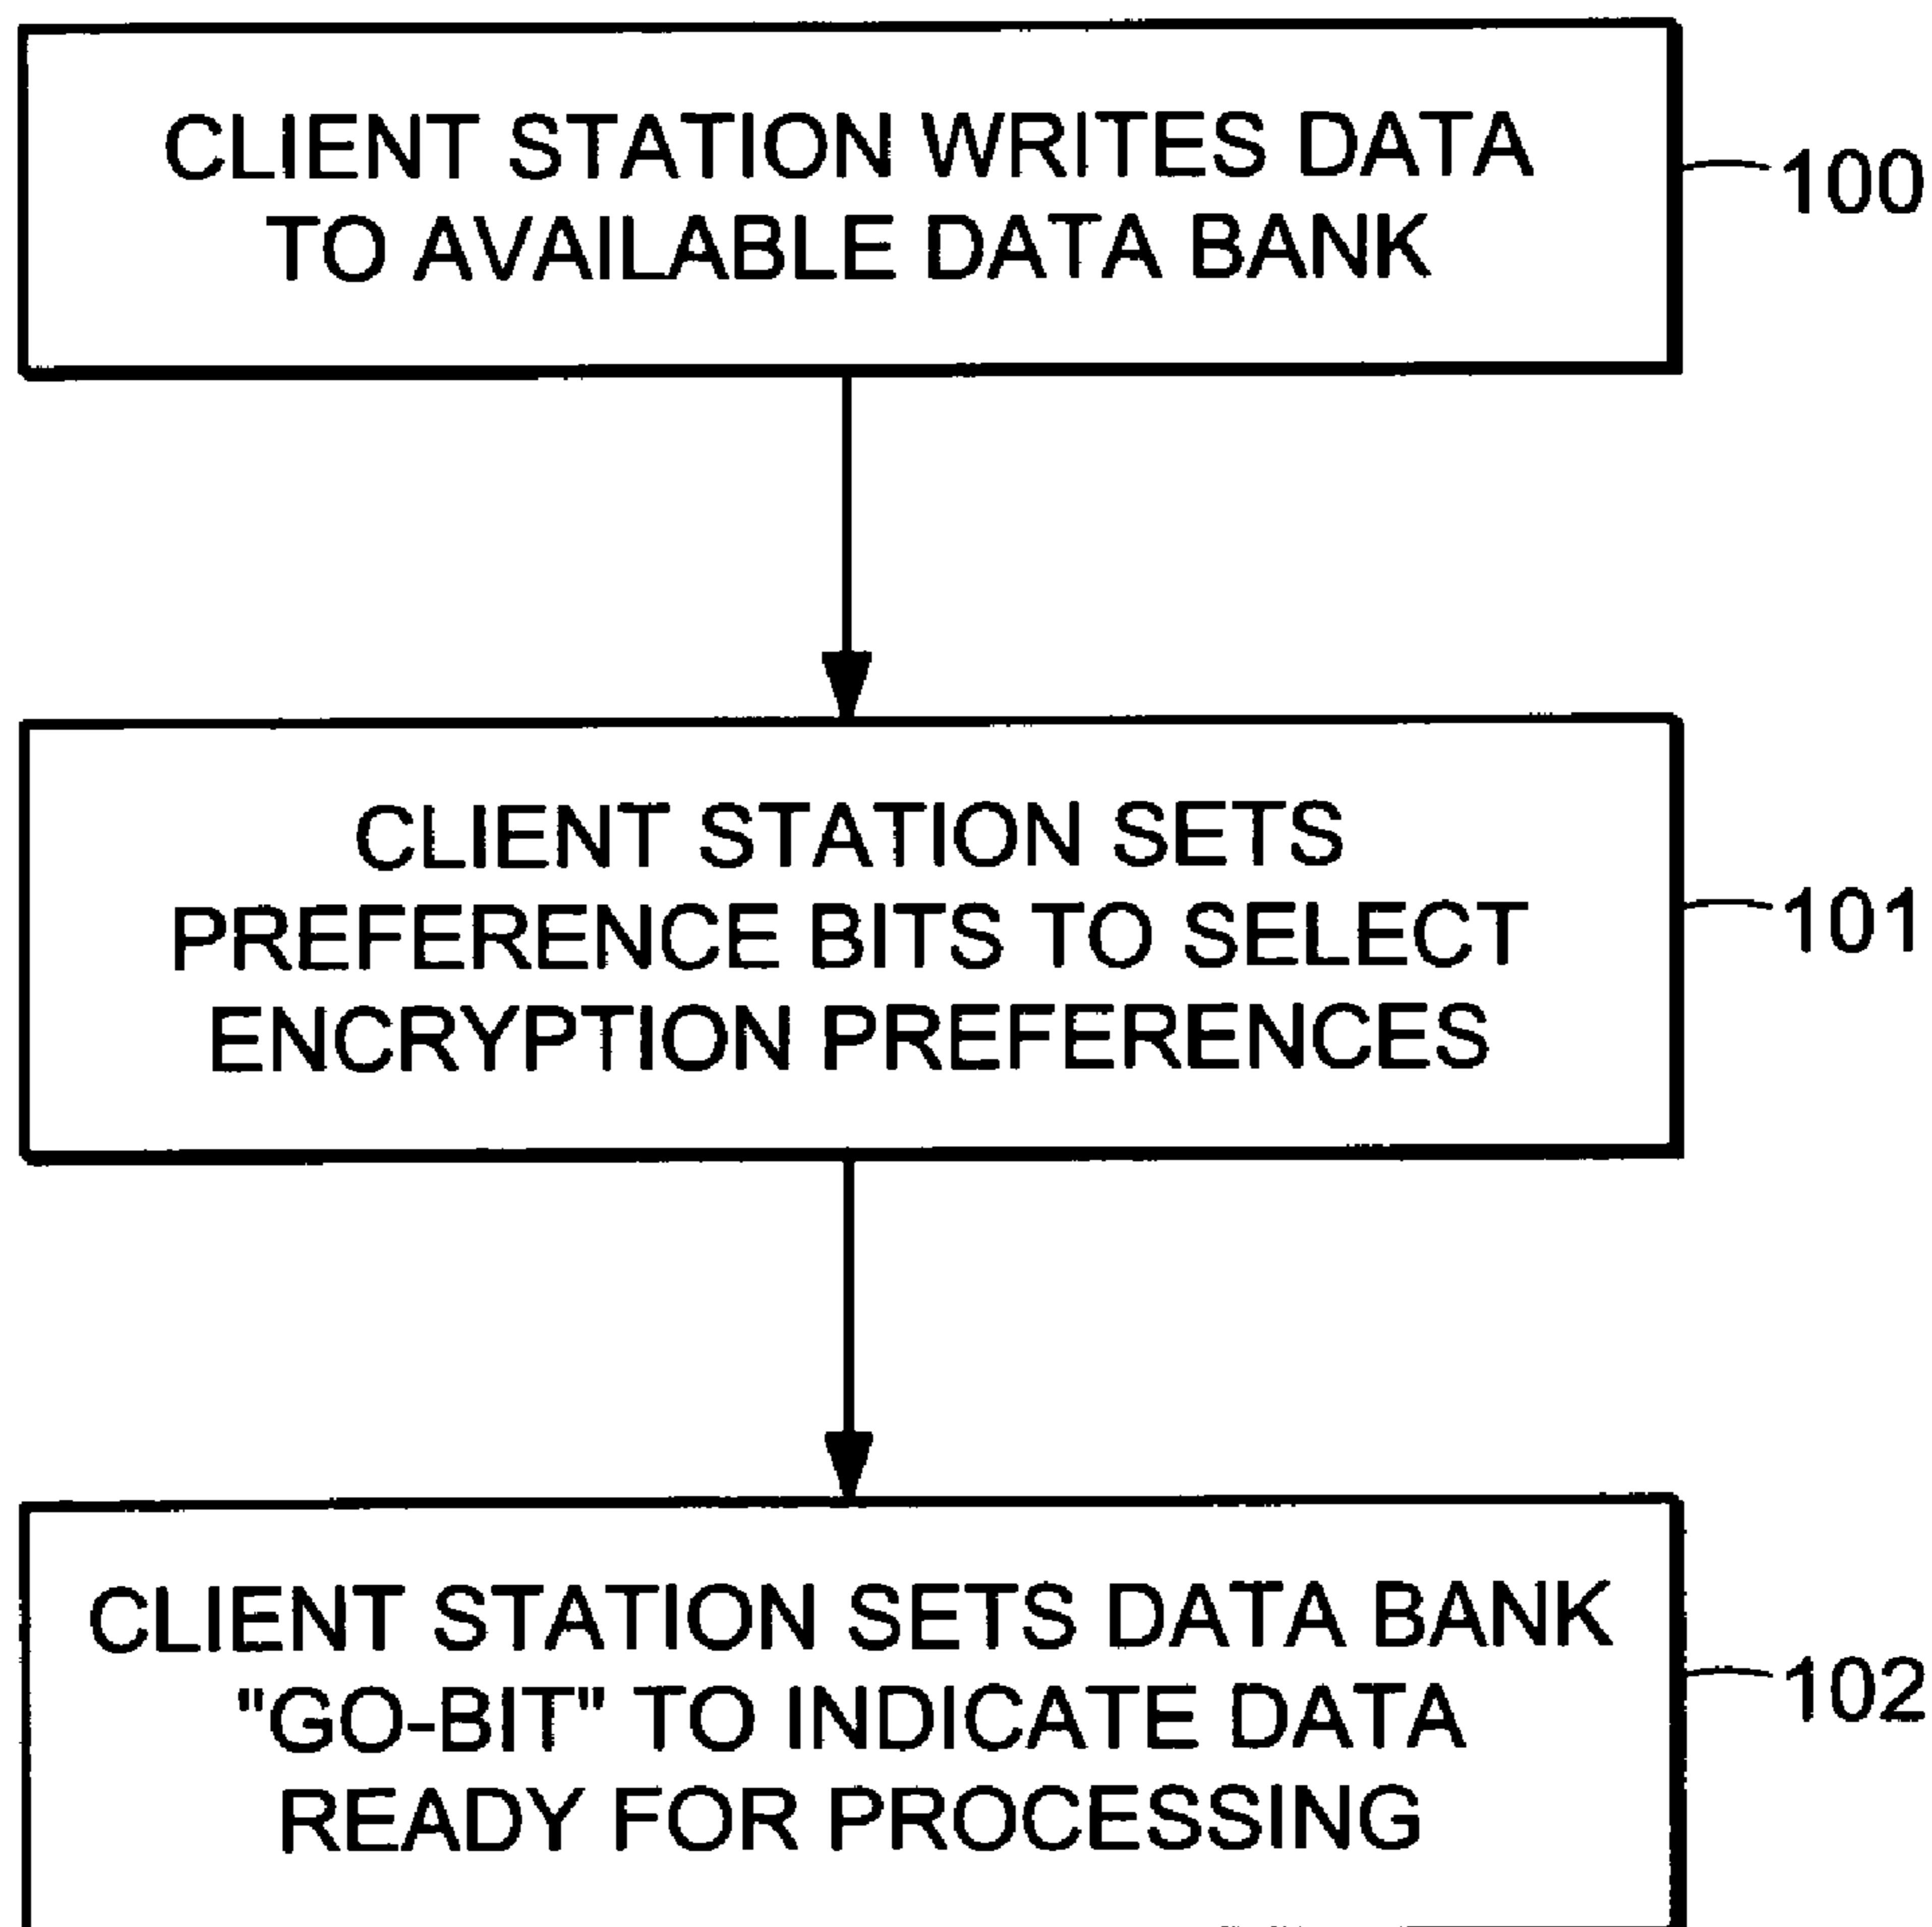 CLIENT STATION WRITES DATA
TO AVAILABLE DATA BANK
100
CLIENT STATION SETS
PREFERENCE BITS TO SELECT
ENCRYPTION PREFERENCES
101
CLIENT STATION SETS DATA BANK
"GO-BIT" TO INDICATE DATA
READY FOR PROCESSING
102